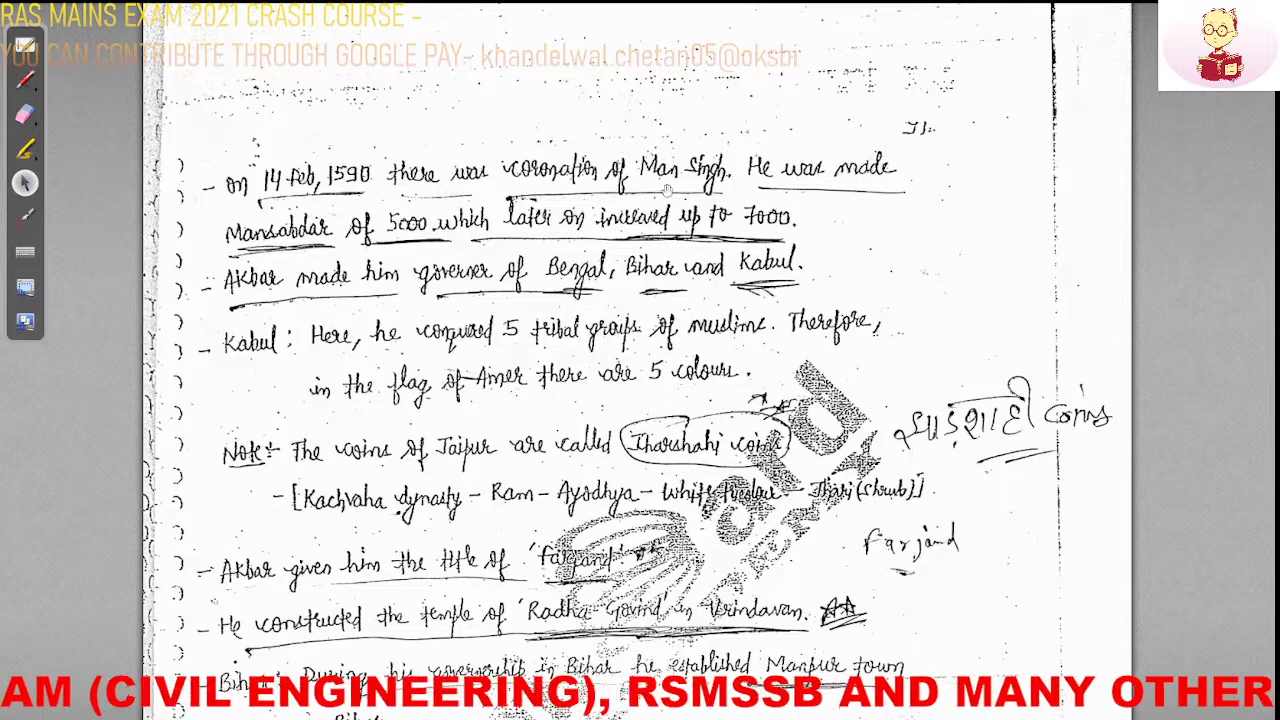 RAS MAINS EXAM 2021 CRASH COURSE -
YOU CAN CONTRIBUTE THROUGH GOOGLE PAY- khandelwal.chetan05@oksbi
- On 14 Feb, 1590 there was coronation of Man Singh. He was made
Mansabdar of 5000 which later on increased up to 7000.
- Akbar made him governer of Bengal, Bihar and Kabul.
- Kabul: Here, he conquered 5 tribal groups of muslims. Therefore,
in the flag of Amer there are 5 colours.
Note:- The coins of Jaipur are called Jharshahi coins
झाड़शाही coins
- [Kachvaha dynasty - Ram - Ayodhya - White - Jhari (Shrub)]
Farjand
- Akbar given him the title of 'farjand'
- He constructed the temple of 'Radha-Govind' in Vrindavan.
- Bihar: During his governership in Bihar he established Manpur town
Bihar
AM (CIVIL ENGINEERING), RSMSSB AND MANY OTHER